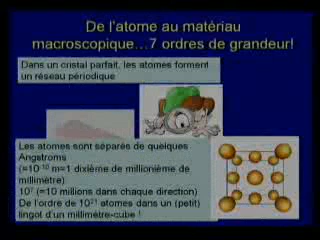 De l'atome au matériau
macroscopique...7 ordres de grandeur!
Dans un cristal parfait, les atomes forment
un réseau périodique
Les atomes sont séparés de quelques
Angstroms
(=10⁻¹⁰ m=1 dixième de millionième de
millimètre)
10⁷ (=10 millions dans chaque direction)
De l'ordre de 10²¹ atomes dans un (petit)
lingot d'un millimètre-cube !